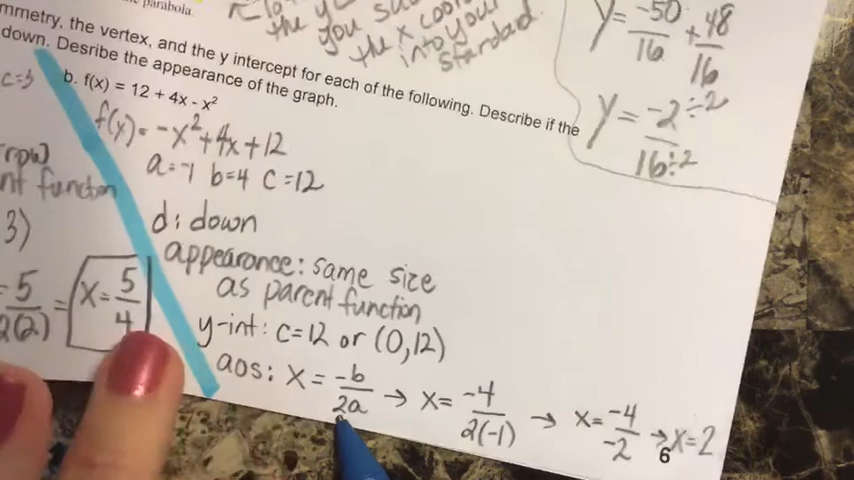 parabola.
the y
you su
the x coor
into your
standard.
mmetry, the vertex, and the y intercept for each of the following. Describe if the
down. Desribe the appearance of the graph.
c=3
b. f(x) = 12 + 4x - x²
f(x) = -x² + 4x + 12
a = -1 b = 4 c = 12
nt function
3)
d: down
appearance: same size
as parent function
y-int: c = 12 or (0,12)
aos: x = -b/2a → x = -4/2(-1) → x = -4/-2 → x = 2
= 5/2(2) = x = 5/4
6
y = -50/16 + 48/16
y = -2÷2/16÷2